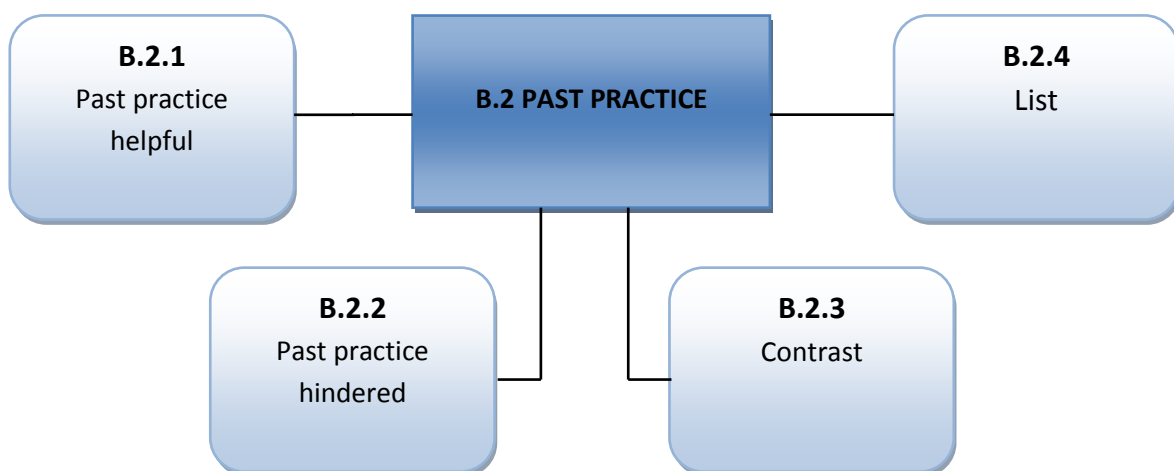 B.2.1
Past practice
helpful
B.2 PAST PRACTICE
B.2.4
List
B.2.2
Past practice
hindered
B.2.3
Contrast